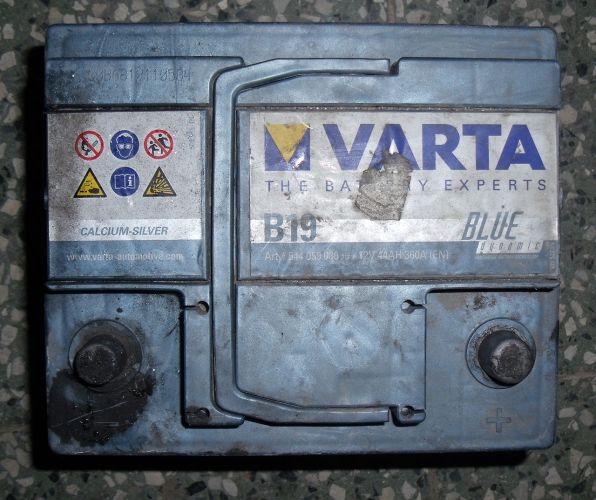 VARTA
THE BATTERY EXPERTS
B19
BLUE
dynamic
12V 44AH 360A (EN)
CALCIUM-SILVER
www.varta-automotive.com
+